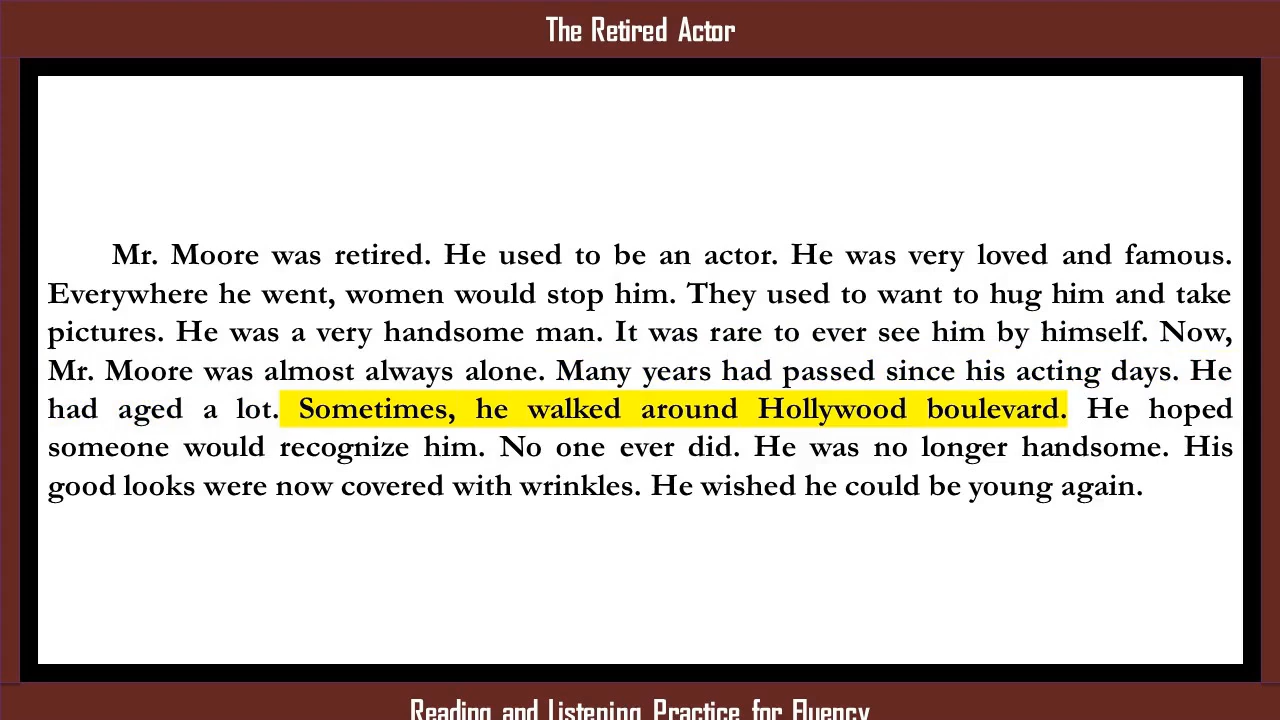 The Retired Actor
Mr. Moore was retired. He used to be an actor. He was very loved and famous.
Everywhere he went, women would stop him. They used to want to hug him and take
pictures. He was a very handsome man. It was rare to ever see him by himself. Now,
Mr. Moore was almost always alone. Many years had passed since his acting days. He
had aged a lot. Sometimes, he walked around Hollywood boulevard. He hoped
someone would recognize him. No one ever did. He was no longer handsome. His
good looks were now covered with wrinkles. He wished he could be young again.
Reading and Listening Practice for Fluency